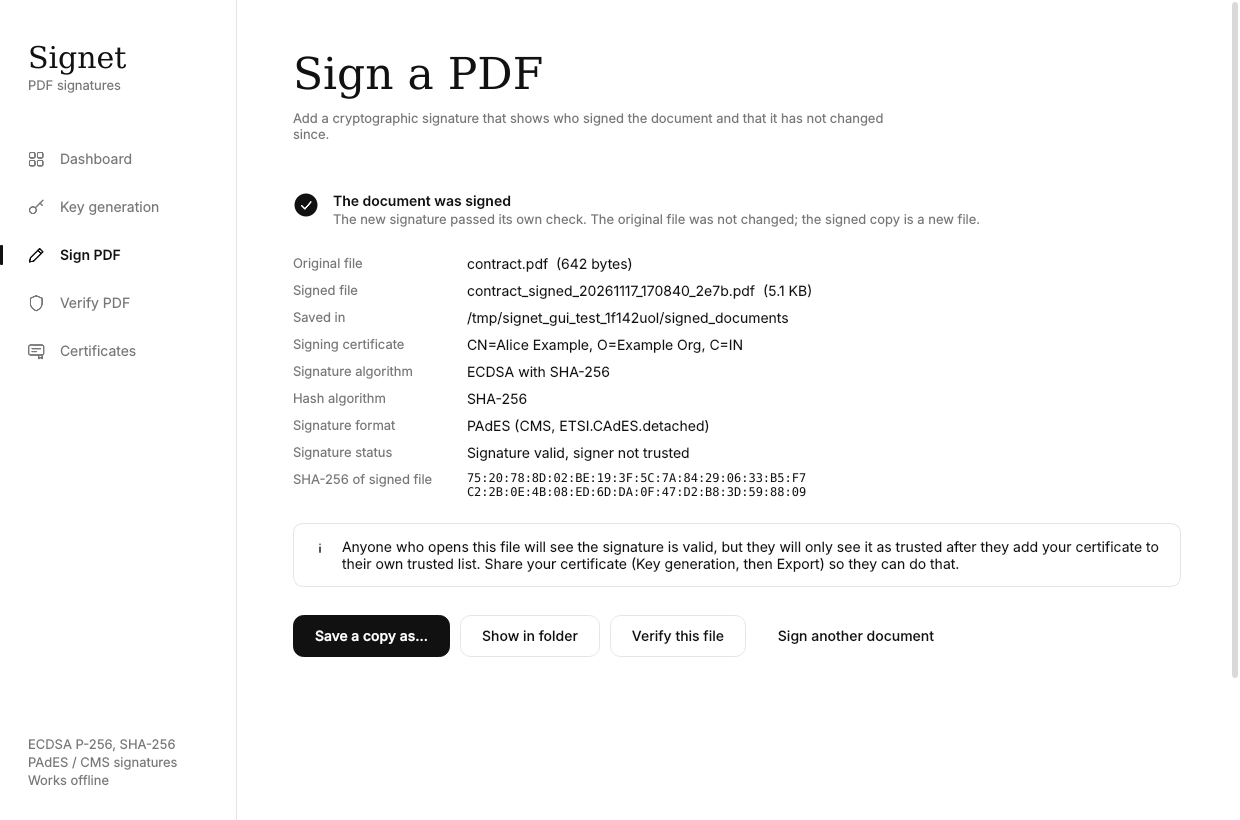 Signet
PDF signatures
Dashboard
Key generation
Sign PDF
Verify PDF
Certificates
ECDSA P-256, SHA-256
PAdES / CMS signatures
Works offline
Sign a PDF
Add a cryptographic signature that shows who signed the document and that it has not changed
since.
The document was signed
The new signature passed its own check. The original file was not changed; the signed copy is a new file.
Original file contract.pdf (642 bytes)
Signed file contract_signed_20261117_170840_2e7b.pdf (5.1 KB)
Saved in /tmp/signet_gui_test_1f142uol/signed_documents
Signing certificate CN=Alice Example, O=Example Org, C=IN
Signature algorithm ECDSA with SHA-256
Hash algorithm SHA-256
Signature format PAdES (CMS, ETSI.CAdES.detached)
Signature status Signature valid, signer not trusted
SHA-256 of signed file 75:20:78:8D:02:BE:19:3F:5C:7A:84:29:06:33:B5:F7
C2:2B:0E:4B:08:ED:6D:DA:0F:47:D2:B8:3D:59:88:09
Anyone who opens this file will see the signature is valid, but they will only see it as trusted after they add your certificate to
their own trusted list. Share your certificate (Key generation, then Export) so they can do that.
Save a copy as... Show in folder Verify this file Sign another document